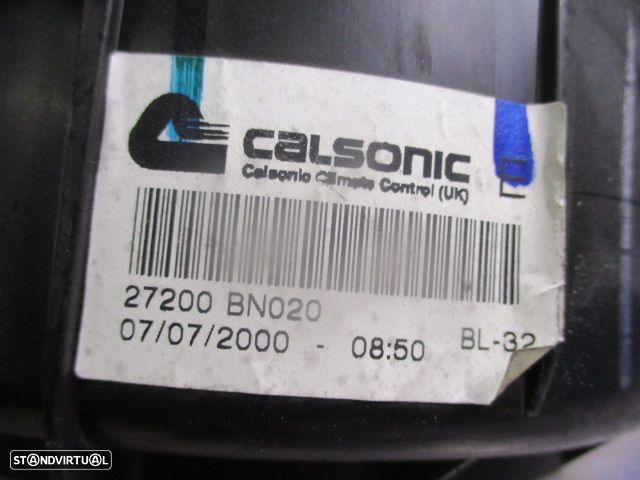 CALSONIC
Calsonic Climate Control (UK)
27200 BN020
07/07/2000 - 08:50 BL-32
STANDVIRTUAL